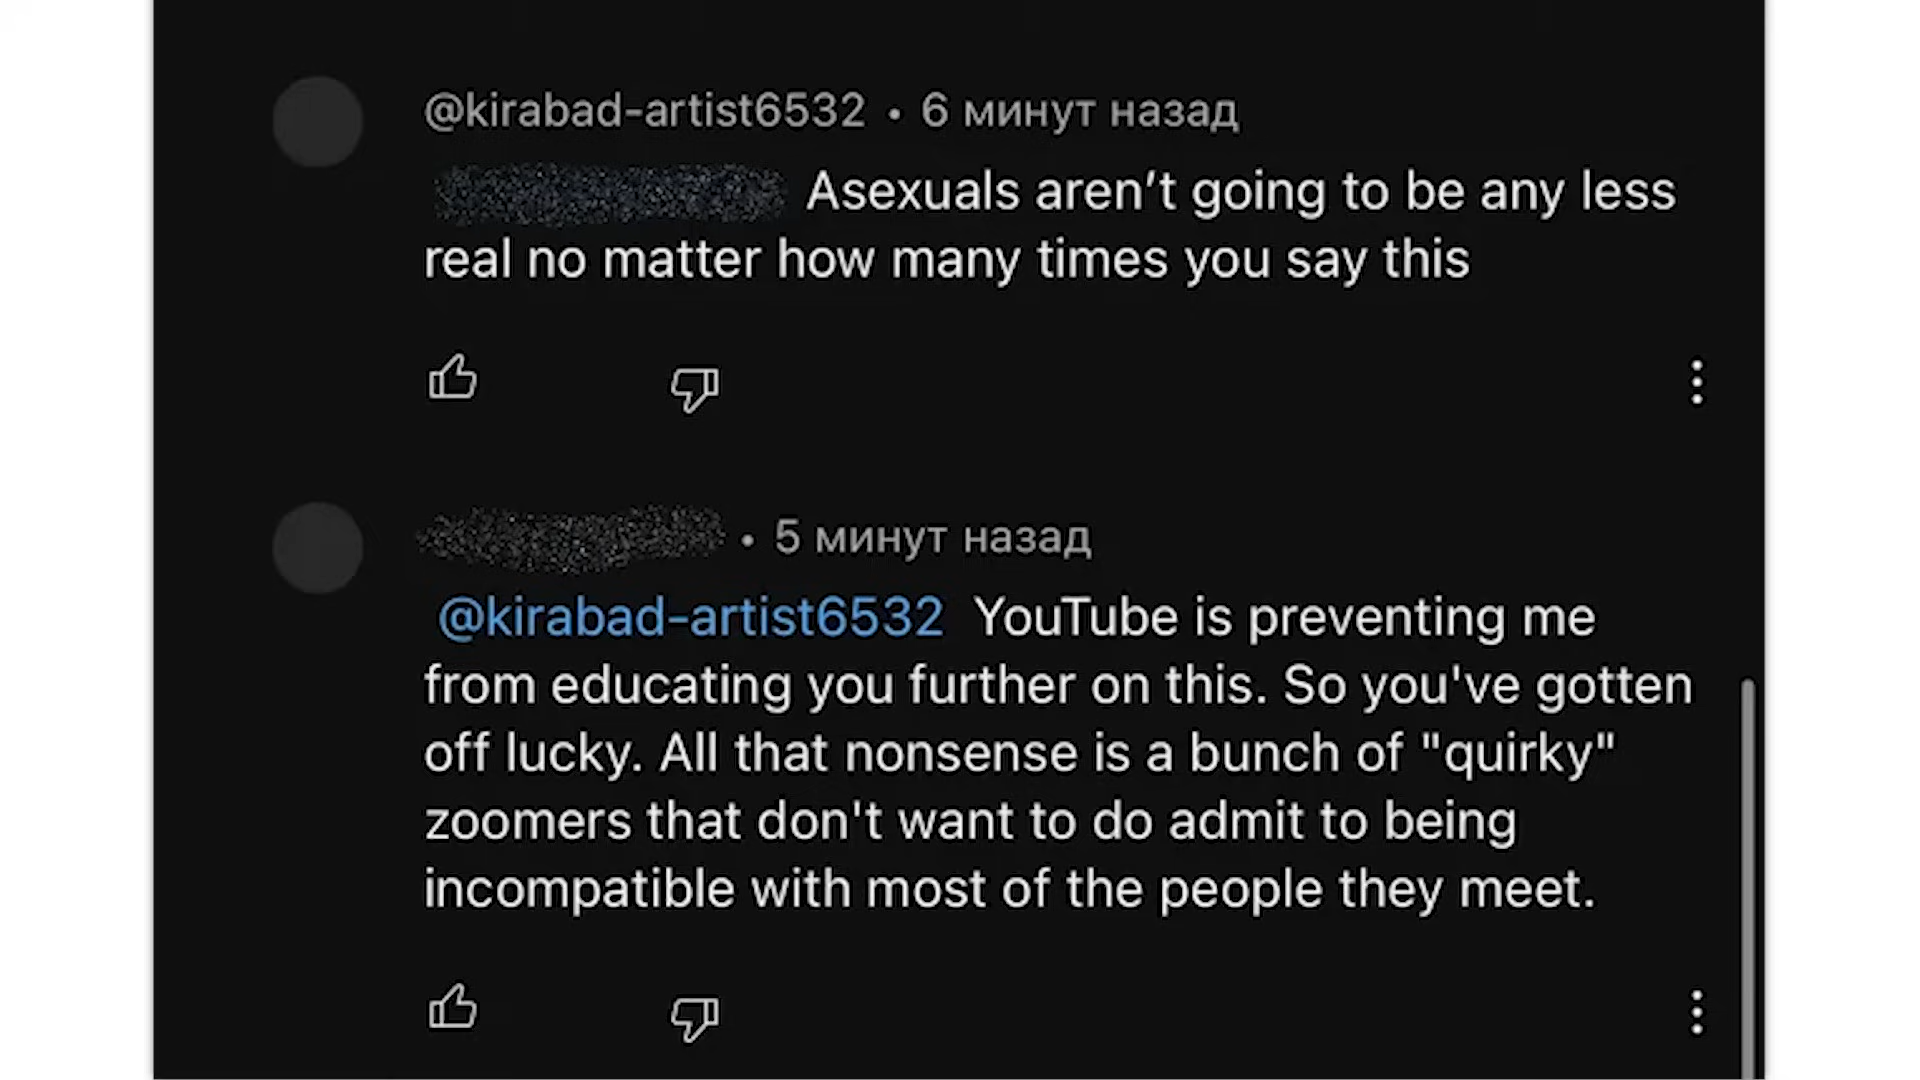 @kirabad-artist6532 • 6 минут назад
Asexuals aren’t going to be any less
real no matter how many times you say this
• 5 минут назад
@kirabad-artist6532 YouTube is preventing me
from educating you further on this. So you've gotten
off lucky. All that nonsense is a bunch of "quirky"
zoomers that don't want to do admit to being
incompatible with most of the people they meet.